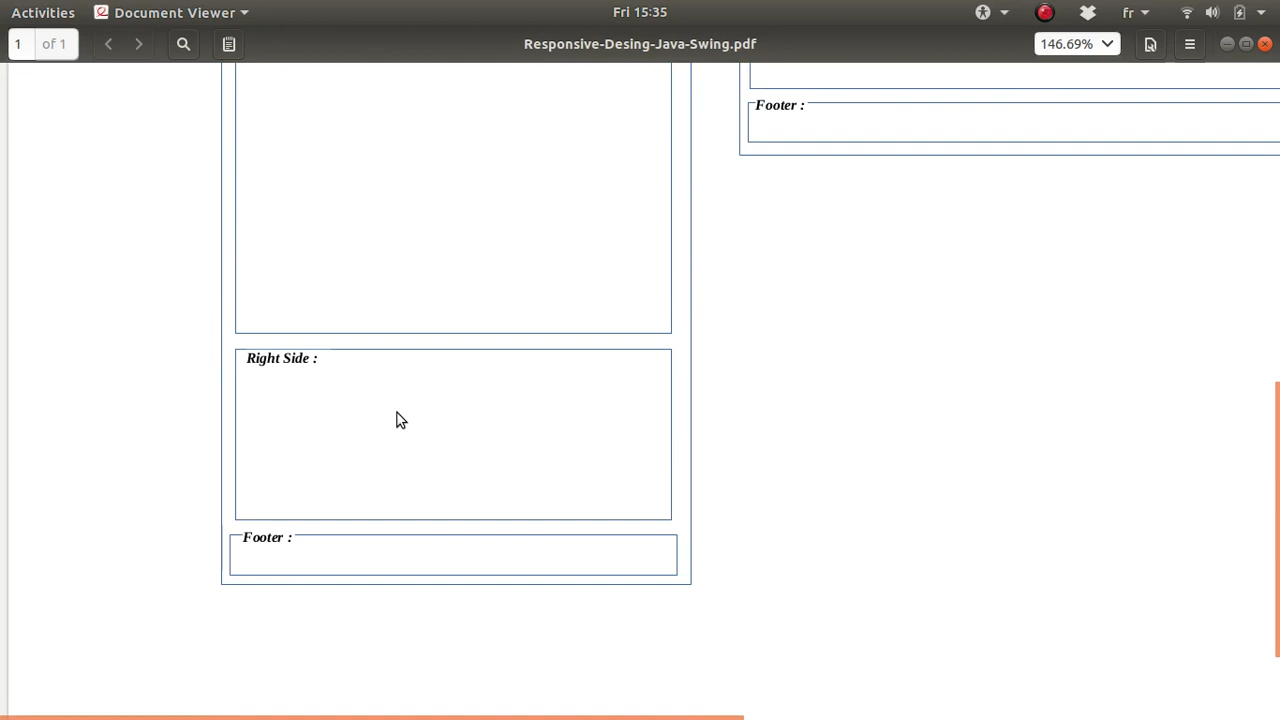 Activities Document Viewer Fri 15:35 fr
1 of 1 Responsive-Desing-Java-Swing.pdf 146.69%
Footer :
Right Side :
Footer :